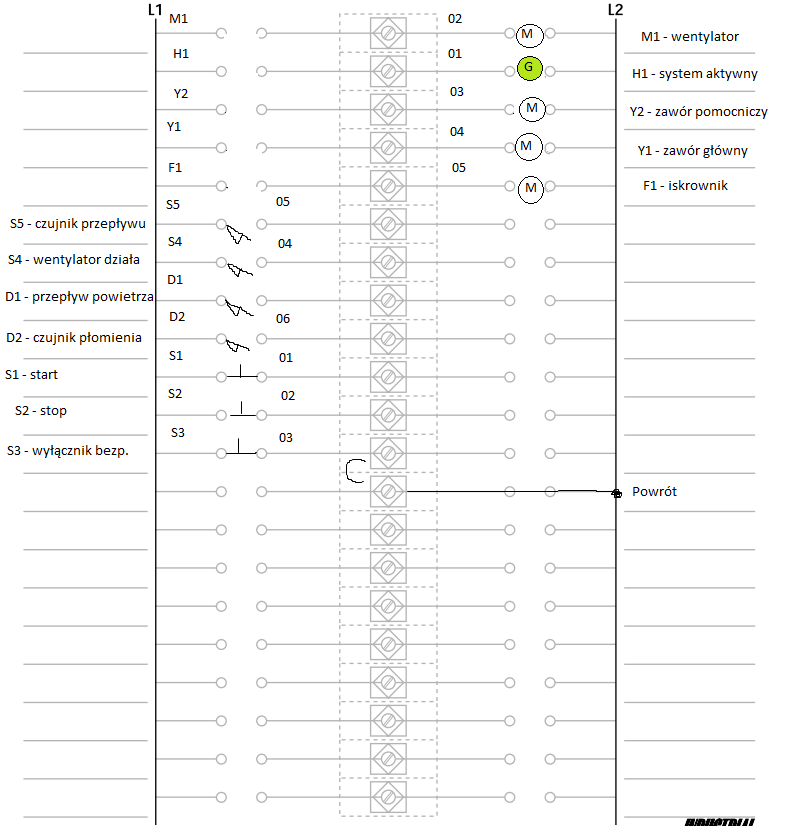 L1
L2
M1
02
M
M1 - wentylator
H1
01
G
H1 - system aktywny
Y2
03
M
Y2 - zawór pomocniczy
Y1
04
M
Y1 - zawór główny
F1
05
M
F1 - iskrownik
S5
05
S5 - czujnik przepływu
S4
04
S4 - wentylator działa
D1
D1 - przepływ powietrza
D2
06
D2 - czujnik płomienia
S1
01
S1 - start
S2
02
S2 - stop
S3
03
S3 - wyłącznik bezp.
Powrót